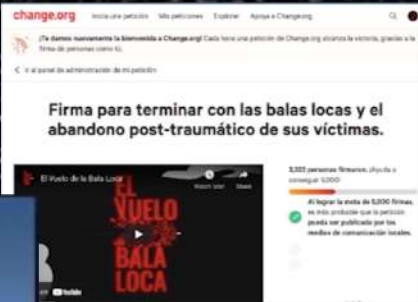 change.org
Inicia una petición Mis peticiones Explorar Apoya a Change.org
¡Te damos nuevamente la bienvenida a Change.org! Cada hora una petición de Change.org alcanza la victoria, gracias a la
firma de personas como tú.
Ir al panel de administración de mi petición
Firma para terminar con las balas locas y el
abandono post-traumático de sus víctimas.
El Vuelo de la Bala Loca
Watch later Share
EL
VUELO
BALA
LOCA
YouTube
personas firmaron. ¡Ayuda a
conseguir 5,000!
Al lograr la meta de 5,000 firmas,
es más probable que la petición
pueda ser publicada por los
medios de comunicación locales.